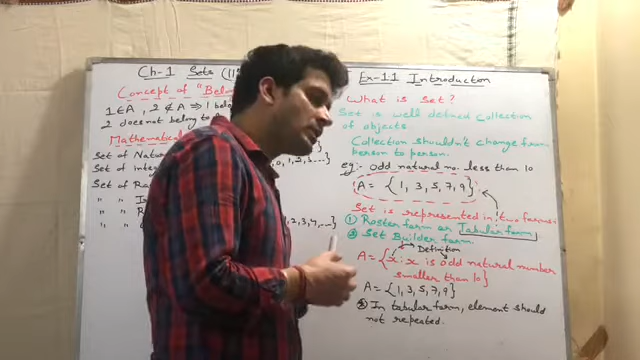 Ch-1 Sets (11
Concept of "Belo
1 ∈ A , 2 ∉ A ⇒ 1 belo
2 does not belong to
Mathematical
Set of Natu
0, 1, 2, 3 ...}
Set of inte
Set of Ra
" " Ir
" " R
1, 2, 3, 4, ...}
" "
Ex-1.1 Introduction
What is Set?
Set is well defined Collection
of objects
Collection shouldn't change from
person to person.
eg:- odd natural no. less than 10
A = {1, 3, 5, 7, 9}
Set is represented in two forms
① Roster form or Tabular form
② Set Builder form.
Definition
A = {x : x is odd natural number
smaller than 10}
A = {1, 3, 5, 7, 9}
In tabular form, element should
not repeated.